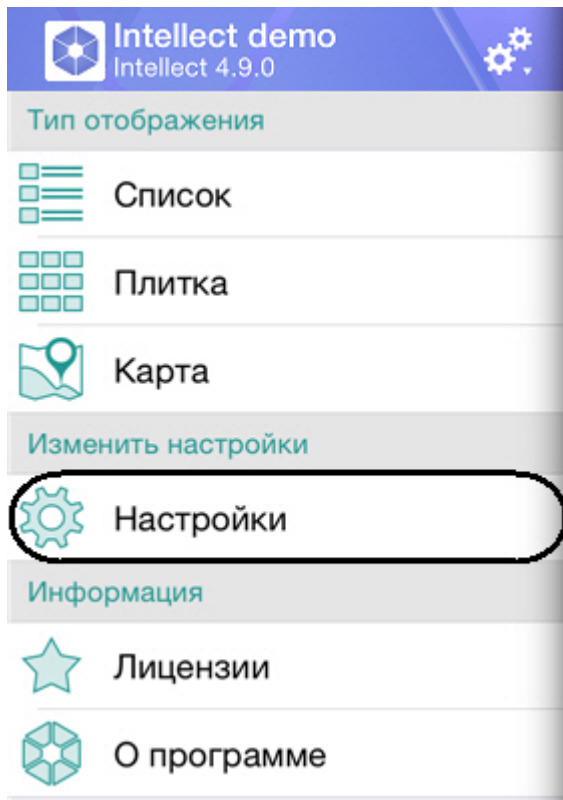 Intellect demo
Intellect 4.9.0
Тип отображения
Список
Плитка
Карта
Изменить настройки
Настройки
Информация
Лицензии
О программе